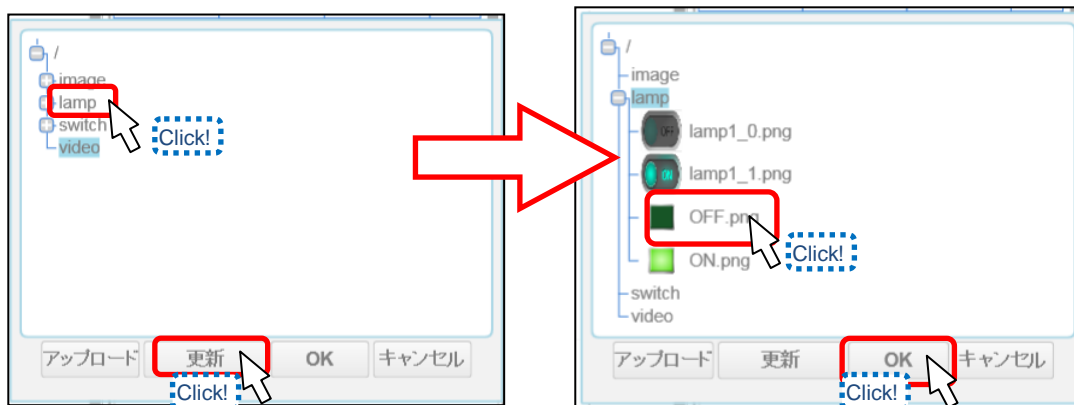 /
image
lamp
switch
Click!
video
アップロード 更新 OK キャンセル
Click!
/
image
lamp
OFF lamp1_0.png
ON lamp1_1.png
OFF.png
Click!
ON.png
switch
video
アップロード 更新 OK キャンセル
Click!